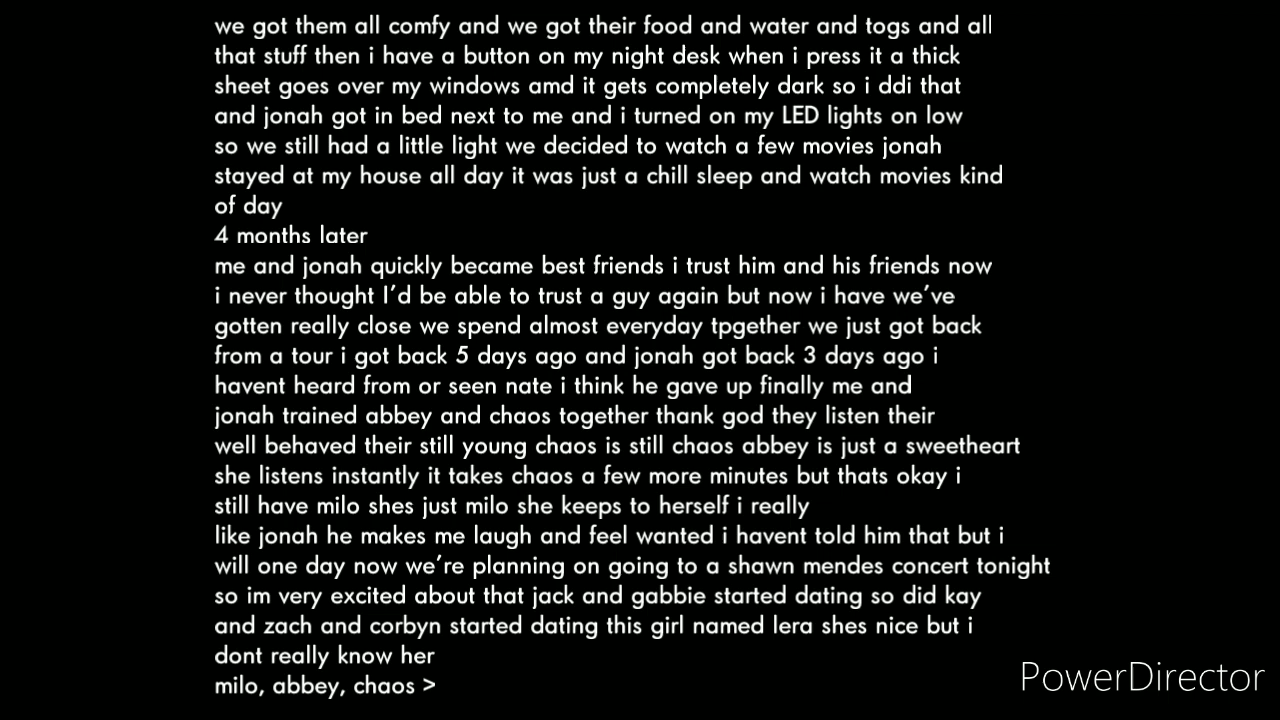 we got them all comfy and we got their food and water and togs and all
that stuff then i have a button on my night desk when i press it a thick
sheet goes over my windows amd it gets completely dark so i ddi that
and jonah got in bed next to me and i turned on my LED lights on low
so we still had a little light we decided to watch a few movies jonah
stayed at my house all day it was just a chill sleep and watch movies kind
of day
4 months later
me and jonah quickly became best friends i trust him and his friends now
i never thought I'd be able to trust a guy again but now i have we've
gotten really close we spend almost everyday tpgether we just got back
from a tour i got back 5 days ago and jonah got back 3 days ago i
havent heard from or seen nate i think he gave up finally me and
jonah trained abbey and chaos together thank god they listen their
well behaved their still young chaos is still chaos abbey is just a sweetheart
she listens instantly it takes chaos a few more minutes but thats okay i
still have milo shes just milo she keeps to herself i really
like jonah he makes me laugh and feel wanted i havent told him that but i
will one day now we're planning on going to a shawn mendes concert tonight
so im very excited about that jack and gabbie started dating so did kay
and zach and corbyn started dating this girl named lera shes nice but i
dont really know her
milo, abbey, chaos >
PowerDirector